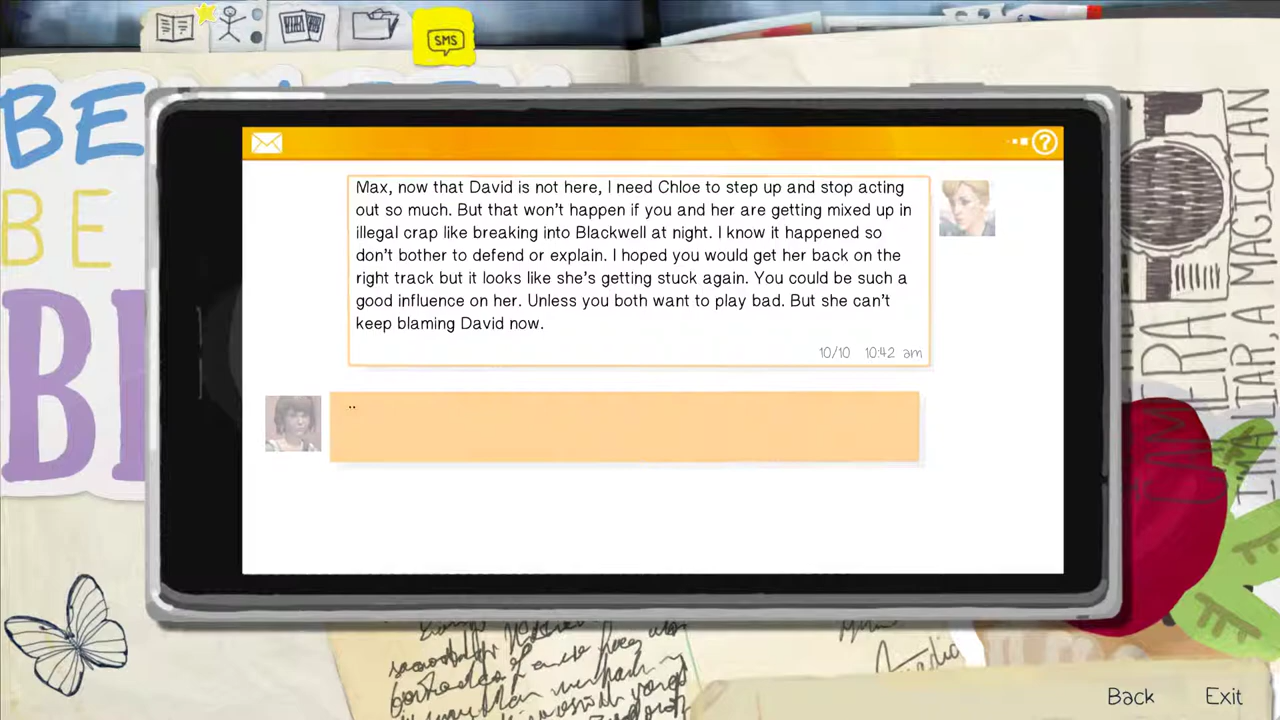 SMS
BE
BE
Max, now that David is not here, I need Chloe to step up and stop acting
out so much. But that won't happen if you and her are getting mixed up in
illegal crap like breaking into Blackwell at night. I know it happened so
don't bother to defend or explain. I hoped you would get her back on the
right track but it looks like she's getting stuck again. You could be such a
good influence on her. Unless you both want to play bad. But she can't
keep blaming David now.
10/10 10:42 am
..
?
CAMERA
I'M A LIAR, A MAGICIAN
Back Exit